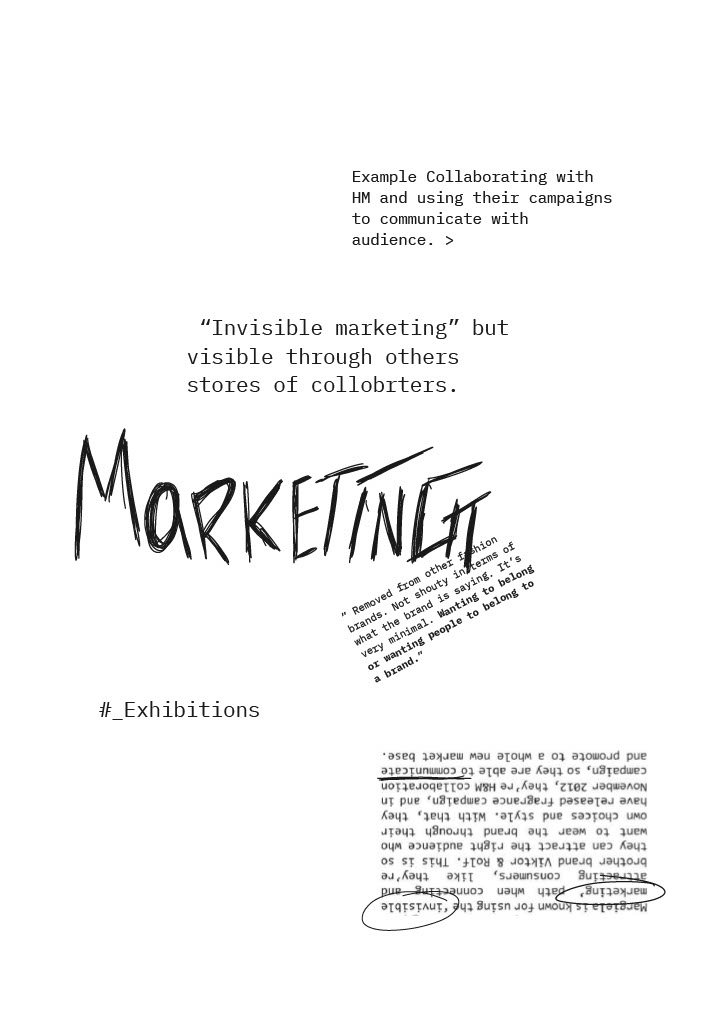 Example Collaborating with
HM and using their campaigns
to communicate with
audience. >
“Invisible marketing” but
visible through others
stores of collobrters.
MARKETING
” Removed from other fashion
brands. Not shouty in terms of
what the brand is saying. It's
very minimal. Wanting to belong
or wanting people to belong to
a brand.”
#_Exhibitions
Margiela is known for using the ‘invisible
marketing’ path when connecting and
attracting consumers, like they're
brother brand Viktor & Rolf. This is so
they can attract the right audience who
want to wear the brand through their
own choices and style. With that, they
have released fragrance campaign, and in
November 2012, they're H&M collaboration
campaign, so they are able to communicate
and promote to a whole new market base.